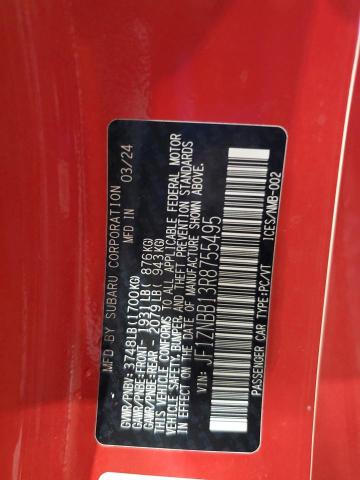 MFD BY SUBARU CORPORATION
MFD IN 03/24
GVWR/PNBV: 3748LB(1700KG)
GAWR/PNBE-FRONT- 1931LB( 876KG)
GAWR/PNBE-REAR - 2079LB( 943KG)
THIS VEHICLE CONFORMS TO ALL APPLICABLE FEDERAL MOTOR
VEHICLE SAFETY, BUMPER, AND THEFT PREVENTION STANDARDS
IN EFFECT ON THE DATE OF MANUFACTURE SHOWN ABOVE.
VIN: JF1ZNBB13R8755495
PASSENGER CAR TYPE:PC/VT ICES/NMB-002